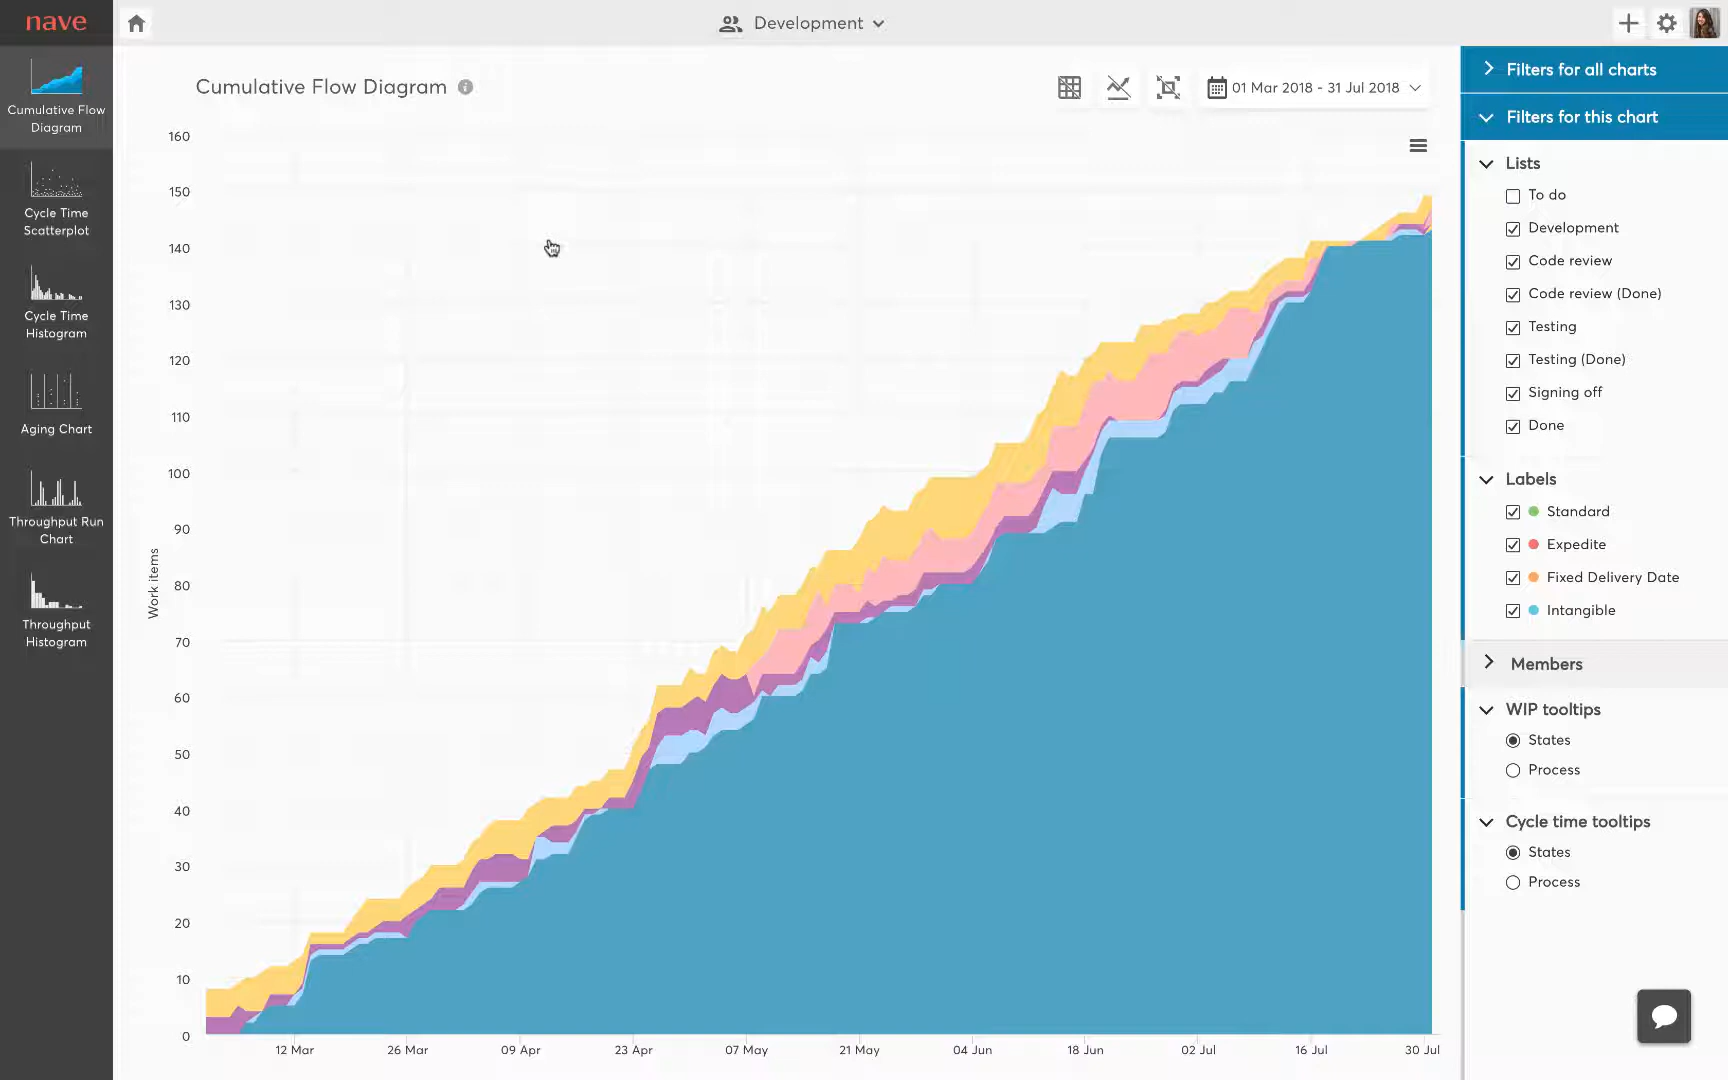 nave
Development
Cumulative Flow
Diagram
Cycle Time
Scatterplot
Cycle Time
Histogram
Aging Chart
Throughput Run
Chart
Throughput
Histogram
Cumulative Flow Diagram
01 Mar 2018 - 31 Jul 2018
Work items
160
150
140
130
120
110
100
90
80
70
60
50
40
30
20
10
0
12 Mar
26 Mar
09 Apr
23 Apr
07 May
21 May
04 Jun
18 Jun
02 Jul
16 Jul
30 Jul
Filters for all charts
Filters for this chart
Lists
To do
Development
Code review
Code review (Done)
Testing
Testing (Done)
Signing off
Done
Labels
Standard
Expedite
Fixed Delivery Date
Intangible
Members
WIP tooltips
States
Process
Cycle time tooltips
States
Process